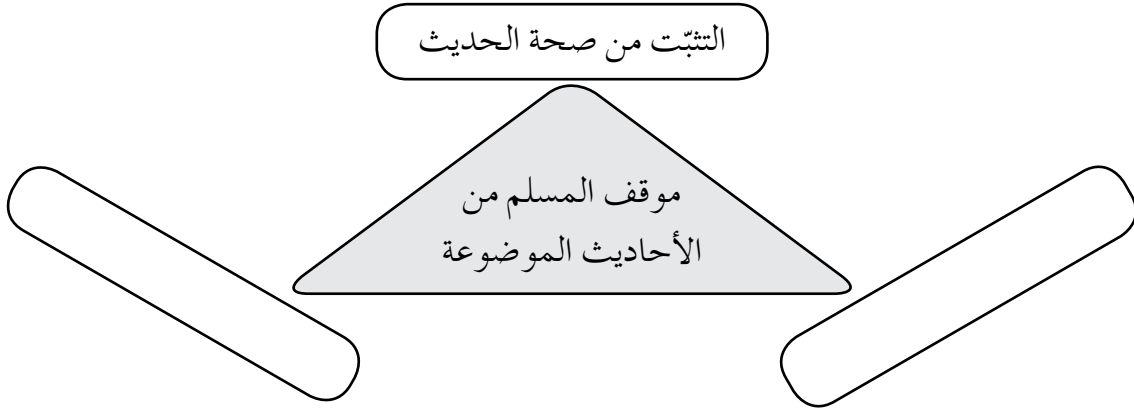 التثبّت من صحة الحديث
موقف المسلم من
الأحاديث الموضوعة